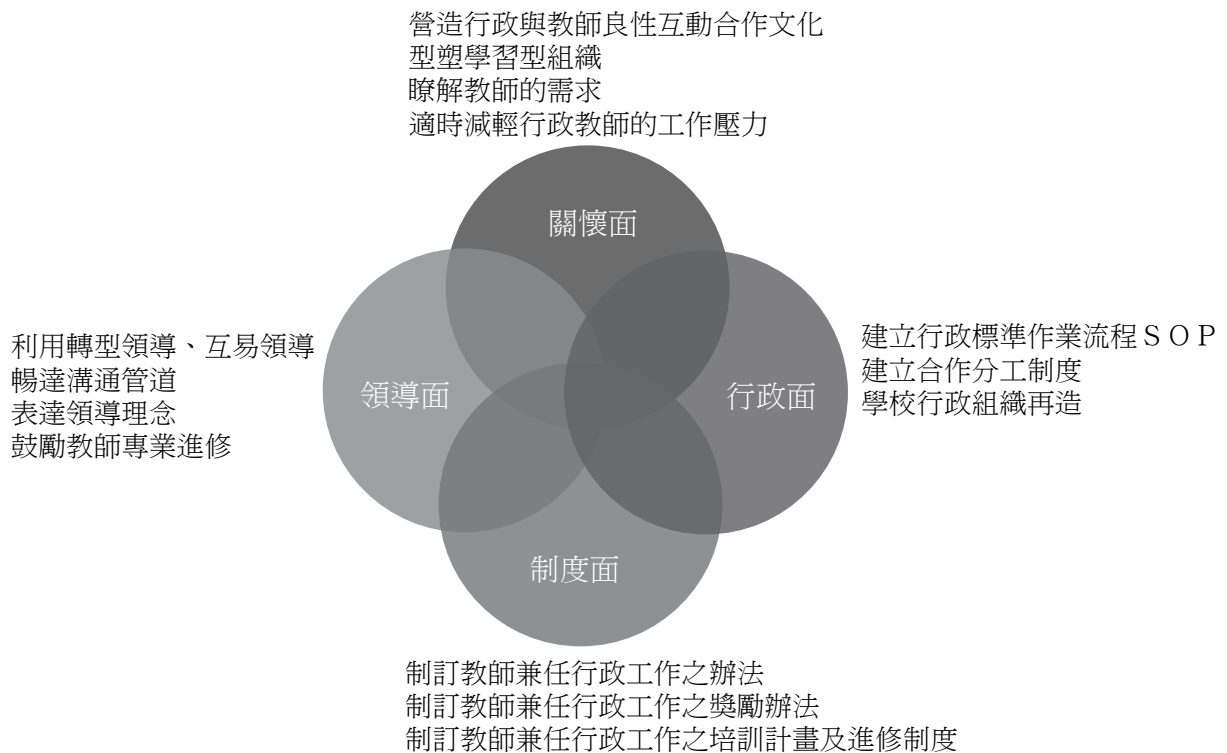 營造行政與教師良性互動合作文化
型塑學習型組織
瞭解教師的需求
適時減輕行政教師的工作壓力
關懷面
利用轉型領導、互易領導
暢達溝通管道
表達領導理念
鼓勵教師專業進修
領導面
行政面
建立行政標準作業流程ＳＯＰ
建立合作分工制度
學校行政組織再造
制度面
制訂教師兼任行政工作之辦法
制訂教師兼任行政工作之獎勵辦法
制訂教師兼任行政工作之培訓計畫及進修制度